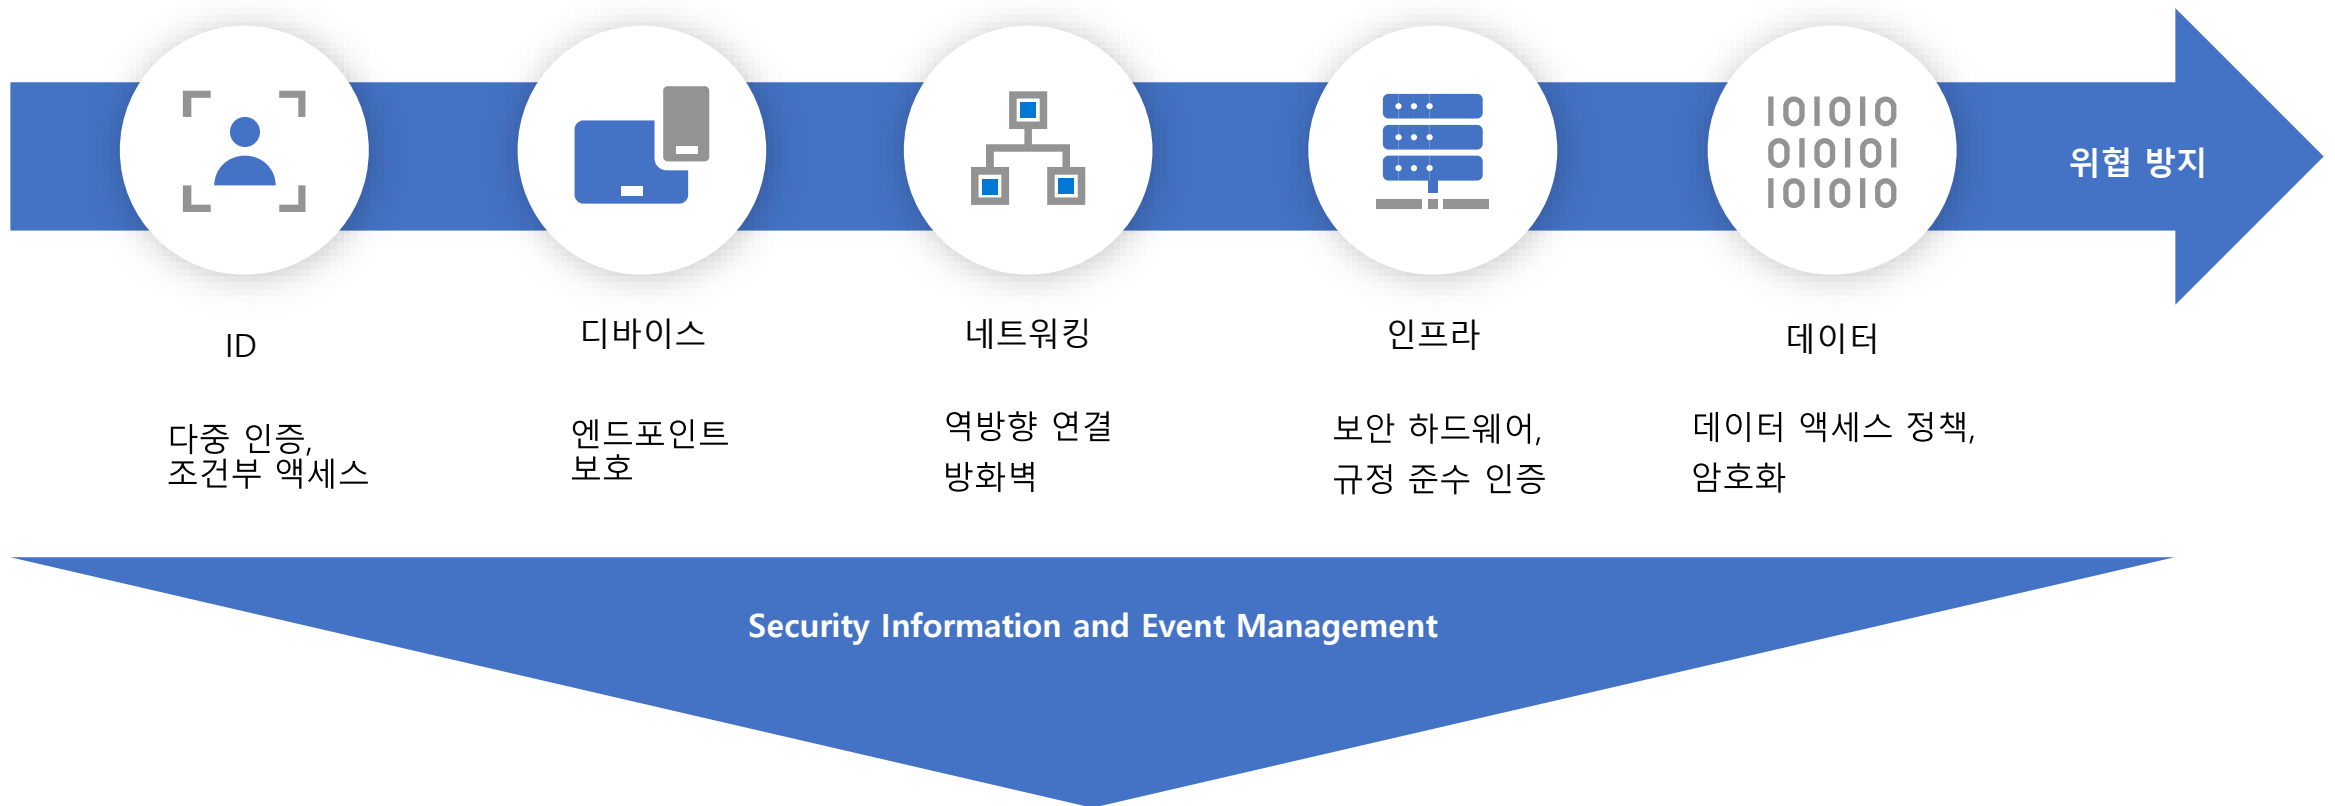 위협 방지
ID
디바이스
네트워킹
인프라
데이터
다중 인증,
조건부 액세스
엔드포인트
보호
역방향 연결
방화벽
보안 하드웨어,
규정 준수 인증
데이터 액세스 정책,
암호화
Security Information and Event Management